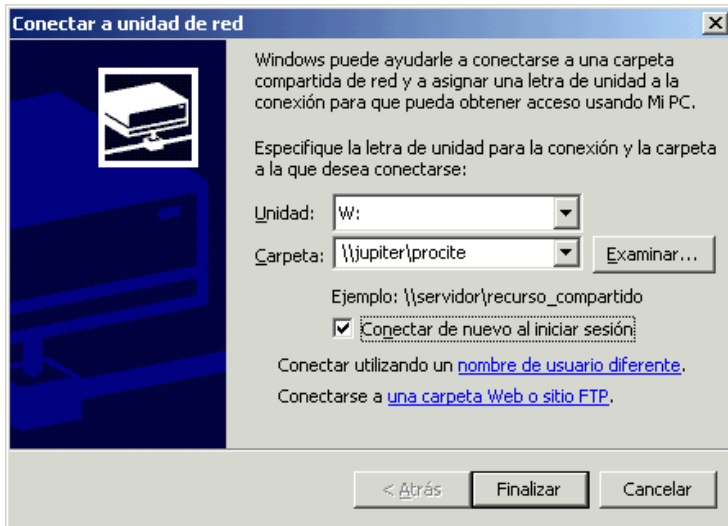 Conectar a unidad de red
Windows puede ayudarle a conectarse a una carpeta
compartida de red y a asignar una letra de unidad a la
conexión para que pueda obtener acceso usando Mi PC.
Especifique la letra de unidad para la conexión y la carpeta
a la que desea conectarse:
Unidad: W:
Carpeta: \\jupiter\procite Examinar...
Ejemplo: \\servidor\recurso_compartido
Conectar de nuevo al iniciar sesión
Conectar utilizando un nombre de usuario diferente.
Conectarse a una carpeta Web o sitio FTP.
< Atrás Finalizar Cancelar